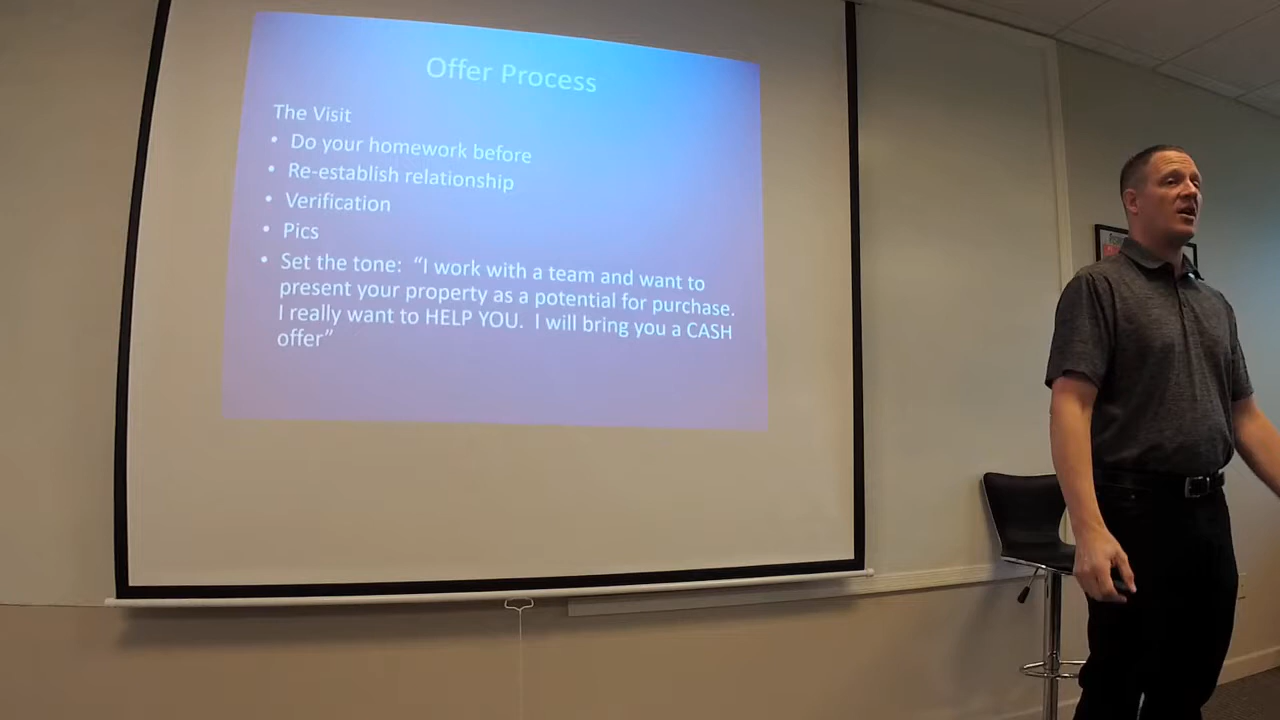 Offer Process
The Visit
• Do your homework before
• Re-establish relationship
• Verification
• Pics
• Set the tone: “I work with a team and want to
present your property as a potential for purchase.
I really want to HELP YOU. I will bring you a CASH
offer”